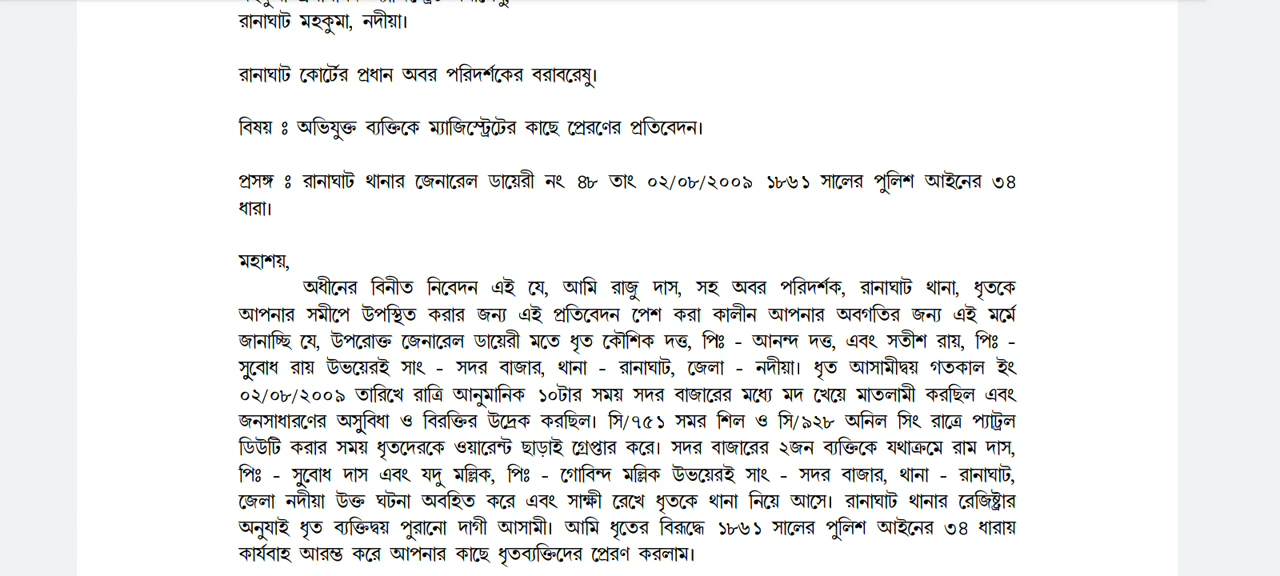 রানাঘাট মহকুমা, নদীয়া।
রানাঘাট কোর্টের প্রধান অবর পরিদর্শকের বরাবরেষু।
বিষয় ঃ অভিযুক্ত ব্যক্তিকে ম্যাজিস্ট্রেটের কাছে প্রেরণের প্রতিবেদন।
প্রসঙ্গ ঃ রানাঘাট থানার জেনারেল ডায়েরী নং ৪৮ তাং ০২/০৮/২০০৯ ১৮৬১ সালের পুলিশ আইনের ৩৪
ধারা।
মহাশয়,
অধীনের বিনীত নিবেদন এই যে, আমি রাজু দাস, সহ অবর পরিদর্শক, রানাঘাট থানা, ধৃতকে
আপনার সমীপে উপস্থিত করার জন্য এই প্রতিবেদন পেশ করা কালীন আপনার অবগতির জন্য এই মর্মে
জানাচ্ছি যে, উপরোক্ত জেনারেল ডায়েরী মতে ধৃত কৌশিক দত্ত, পিঃ - আনন্দ দত্ত, এবং সতীশ রায়, পিঃ -
সুবোধ রায় উভয়েরই সাং - সদর বাজার, থানা - রানাঘাট, জেলা - নদীয়া। ধৃত আসামীদ্বয় গতকাল ইং
০২/০৮/২০০৯ তারিখে রাত্রি আনুমানিক ১০টার সময় সদর বাজারের মধ্যে মদ খেয়ে মাতলামী করছিল এবং
জনসাধারণের অসুবিধা ও বিরক্তির উদ্রেক করছিল। সি/৭৫১ সমর শিল ও সি/৯২৮ অনিল সিং রাত্রে প্যাট্রল
ডিউটি করার সময় ধৃতদেরকে ওয়ারেন্ট ছাড়াই গ্রেপ্তার করে। সদর বাজারের ২জন ব্যক্তিকে যথাক্রমে রাম দাস,
পিঃ - সুবোধ দাস এবং যদু মল্লিক, পিঃ - গোবিন্দ মল্লিক উভয়েরই সাং - সদর বাজার, থানা - রানাঘাট,
জেলা নদীয়া উক্ত ঘটনা অবহিত করে এবং সাক্ষী রেখে ধৃতকে থানা নিয়ে আসে। রানাঘাট থানার রেজিষ্ট্রার
অনুযাই ধৃত ব্যক্তিদ্বয় পুরানো দাগী আসামী। আমি ধৃতের বিরূদ্ধে ১৮৬১ সালের পুলিশ আইনের ৩৪ ধারায়
কার্যবাহ আরম্ভ করে আপনার কাছে ধৃতব্যক্তিদের প্রেরণ করলাম।